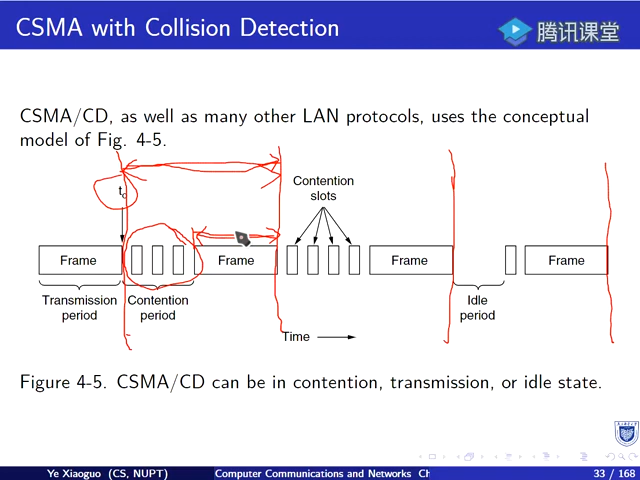 CSMA with Collision Detection
腾讯课堂
CSMA/CD, as well as many other LAN protocols, uses the conceptual
model of Fig. 4-5.
t0
Contention
slots
Frame
Frame
Frame
Frame
Transmission
period
Contention
period
Idle
period
Time
Figure 4-5. CSMA/CD can be in contention, transmission, or idle state.
Ye Xiaoguo (CS, NUPT)
Computer Communications and Networks Ch
33 / 168